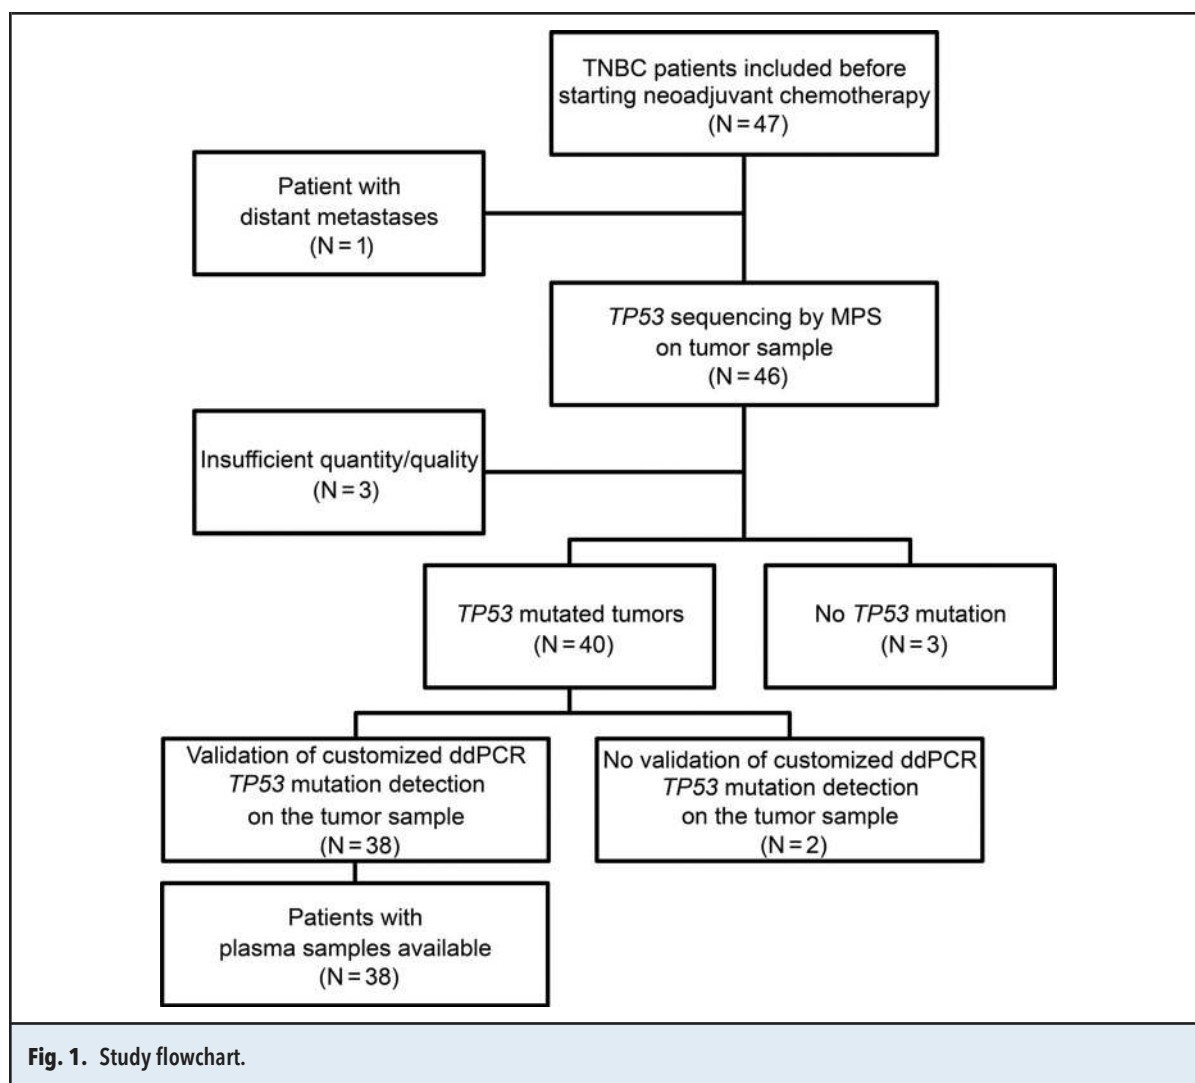 TNBC patients included before
starting neoadjuvant chemotherapy
(N = 47)
Patient with
distant metastases
(N = 1)
TP53 sequencing by MPS
on tumor sample
(N = 46)
Insufficient quantity/quality
(N = 3)
TP53 mutated tumors
(N = 40)
No TP53 mutation
(N = 3)
Validation of customized ddPCR
TP53 mutation detection
on the tumor sample
(N = 38)
No validation of customized ddPCR
TP53 mutation detection
on the tumor sample
(N = 2)
Patients with
plasma samples available
(N = 38)
Fig. 1. Study flowchart.